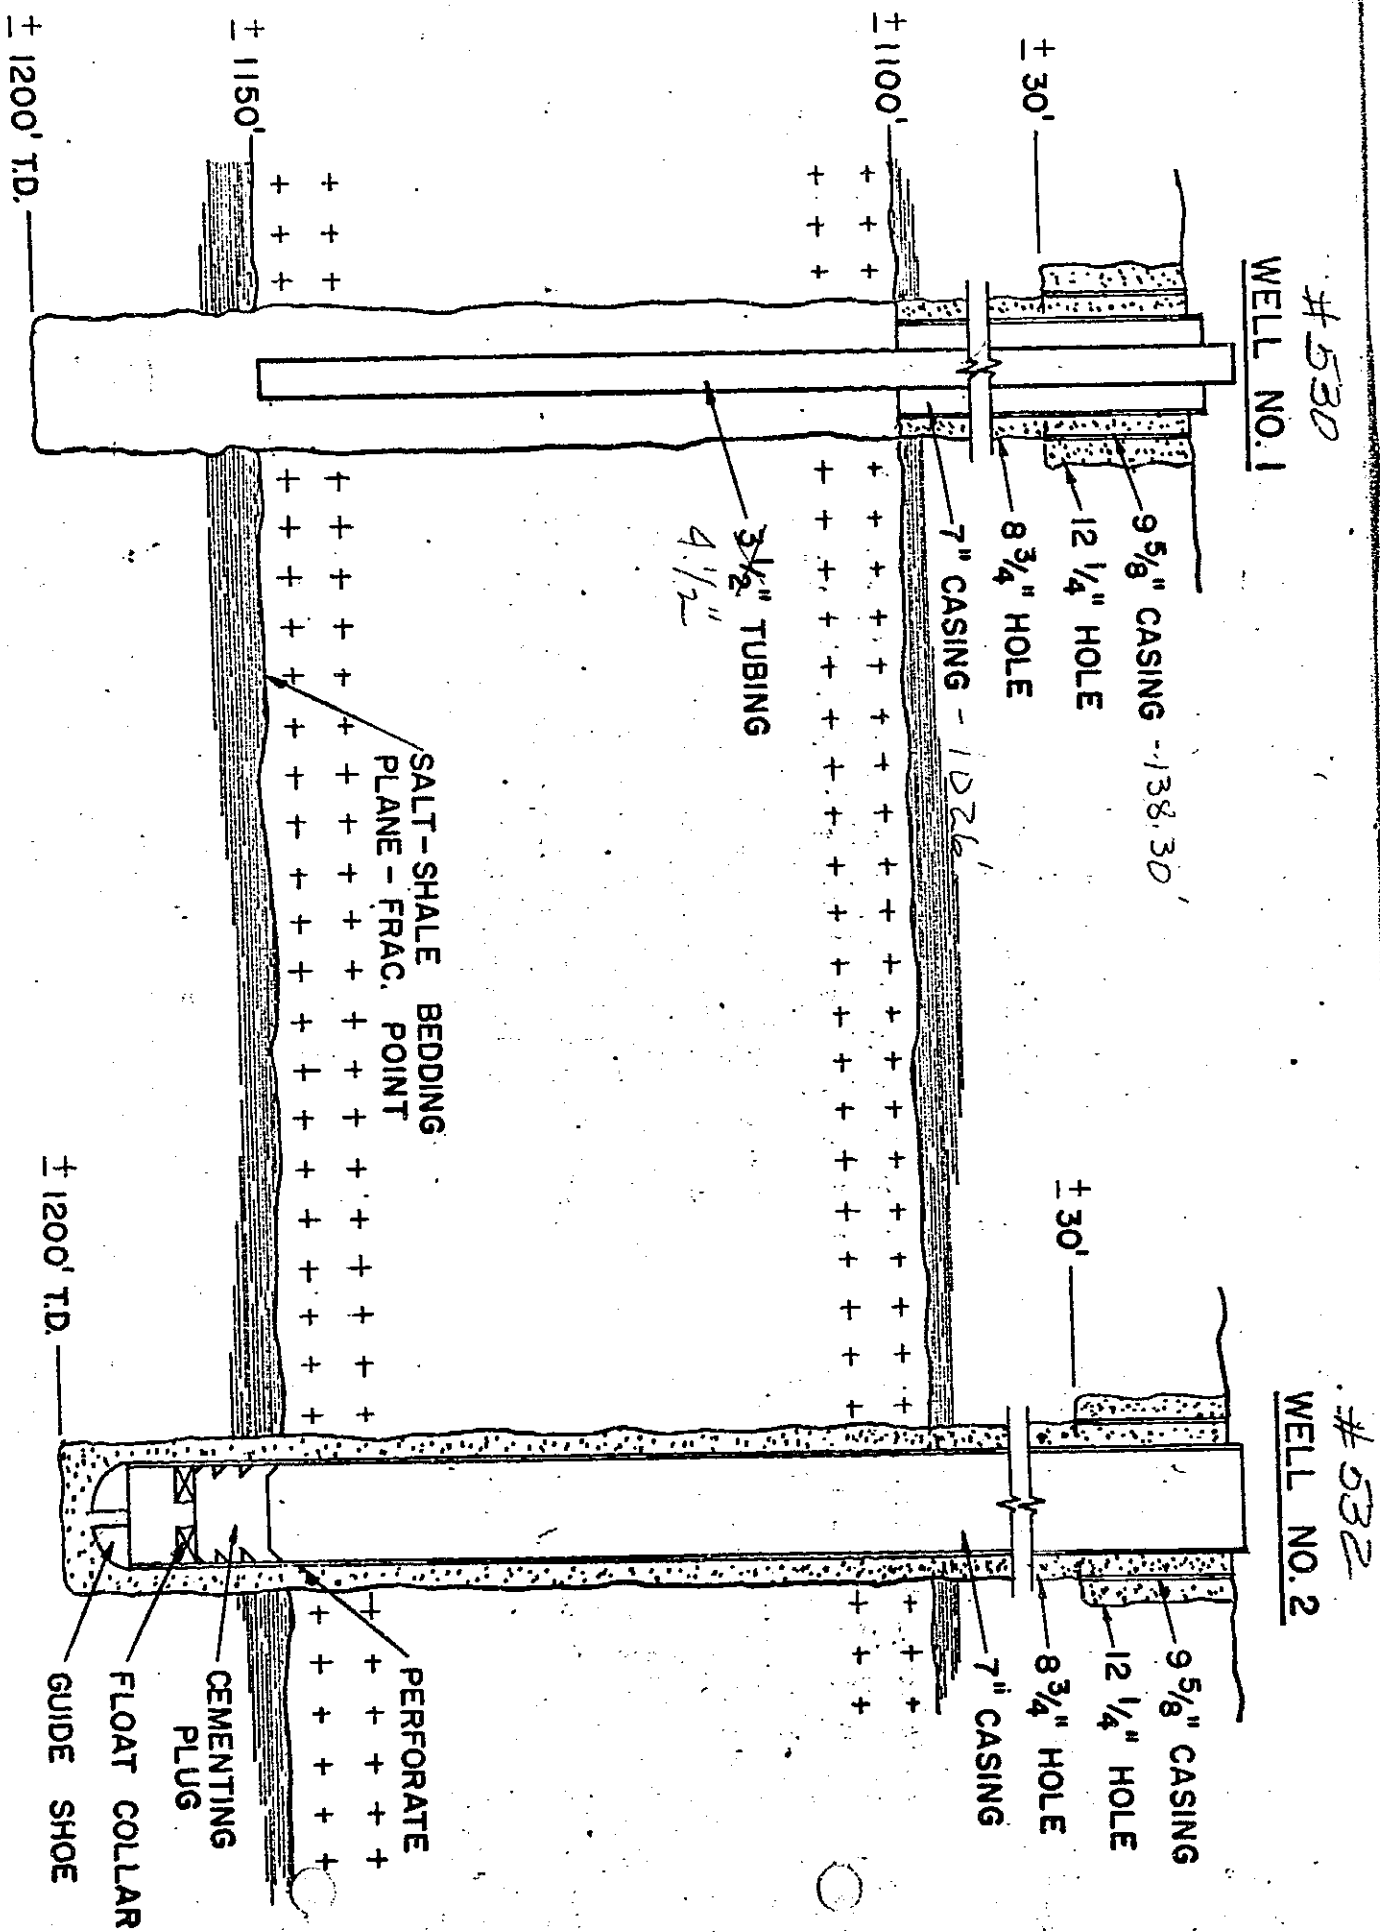 #530
WELL NO. 1
± 30'
± 1100'
± 1150'
± 1200' T.D.
9 5/8" CASING - 138.30'
12 1/4" HOLE
8 3/4" HOLE
7" CASING - 1026'
3 1/2" TUBING
4 1/2"
SALT-SHALE BEDDING
PLANE - FRAC. POINT
#532
WELL NO. 2
± 30'
± 1200' T.D.
9 5/8" CASING
12 1/4" HOLE
8 3/4" HOLE
7" CASING
PERFORATE
CEMENTING
PLUG
FLOAT COLLAR
GUIDE SHOE